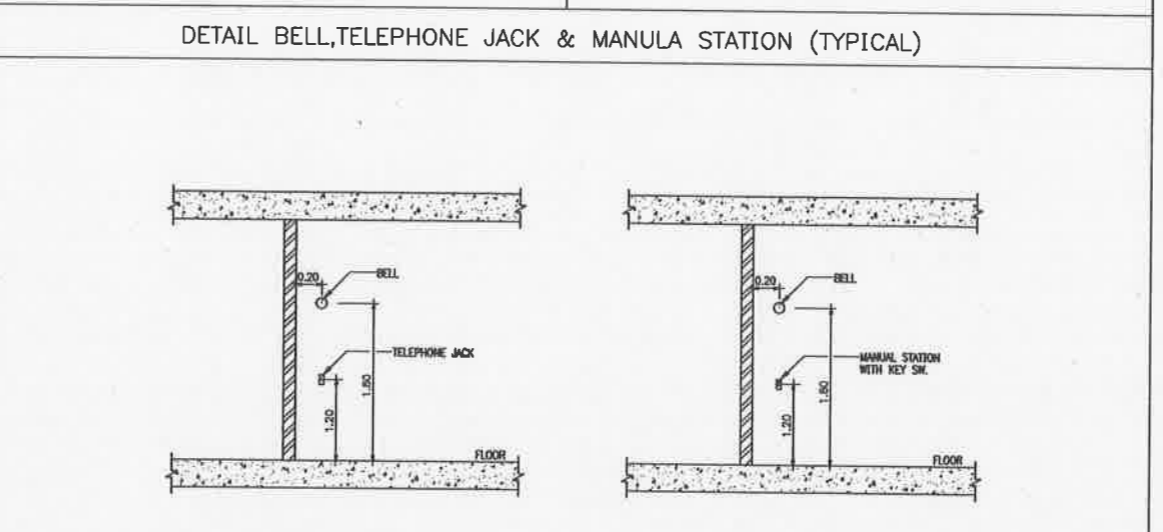 DETAIL BELL,TELEPHONE JACK & MANULA STATION (TYPICAL)
0.20
BELL
TELEPHONE JACK
1.20
1.80
FLOOR
0.20
BELL
MANUAL STATION
WITH KEY SW.
1.20
1.80
FLOOR